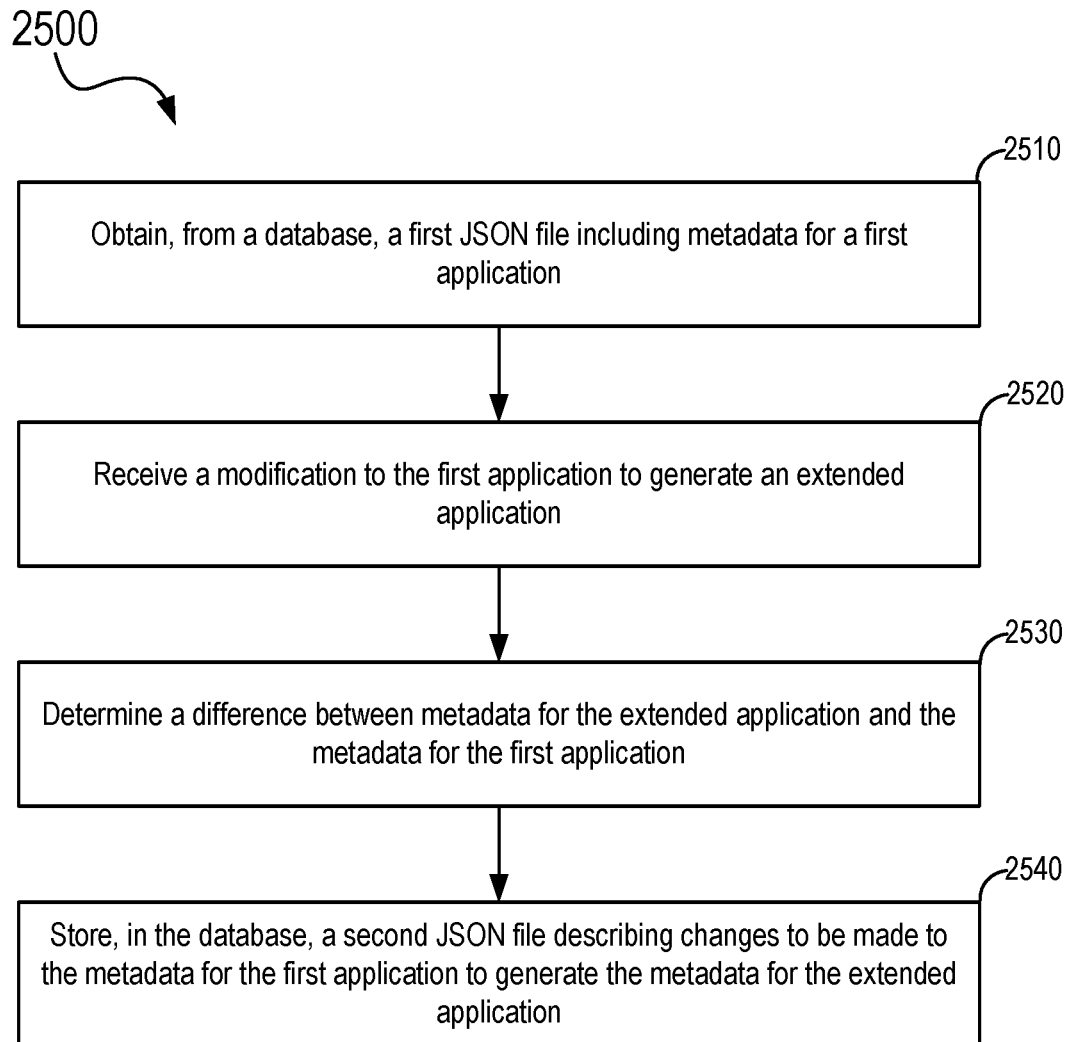 2500
2510
Obtain, from a database, a first JSON file including metadata for a first
application
2520
Receive a modification to the first application to generate an extended
application
2530
Determine a difference between metadata for the extended application and the
metadata for the first application
2540
Store, in the database, a second JSON file describing changes to be made to
the metadata for the first application to generate the metadata for the extended
application